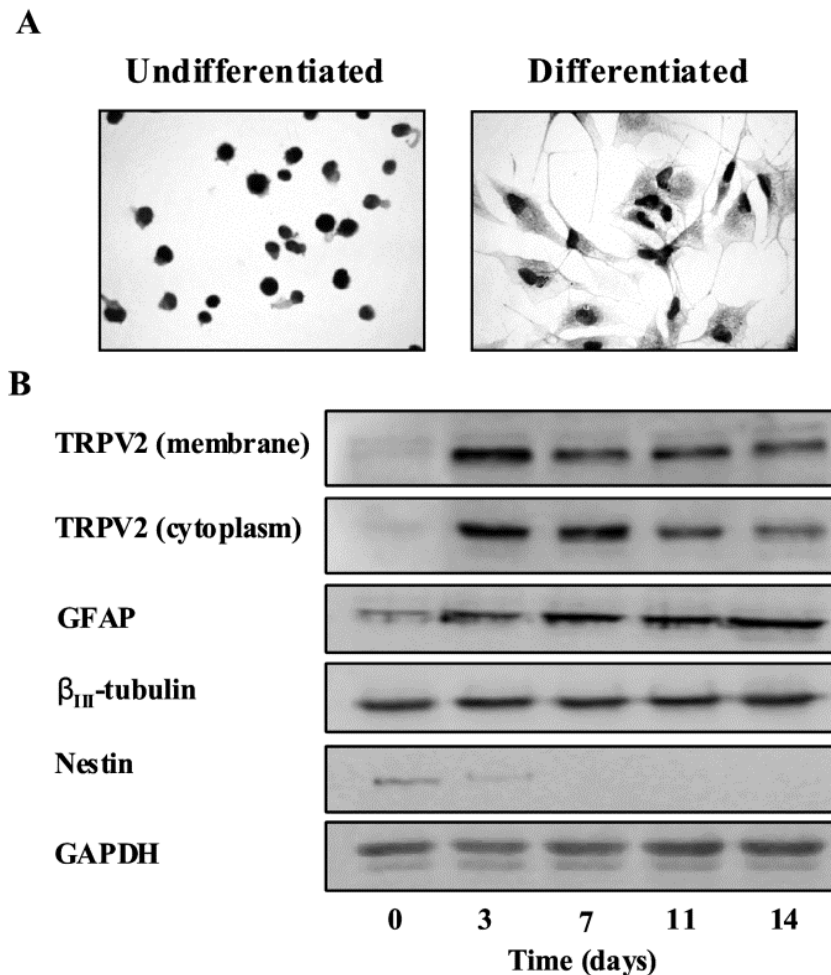 A
Undifferentiated
Differentiated
B
TRPV2 (membrane)
TRPV2 (cytoplasm)
GFAP
βIII-tubulin
Nestin
GAPDH
0 3 7 11 14
Time (days)